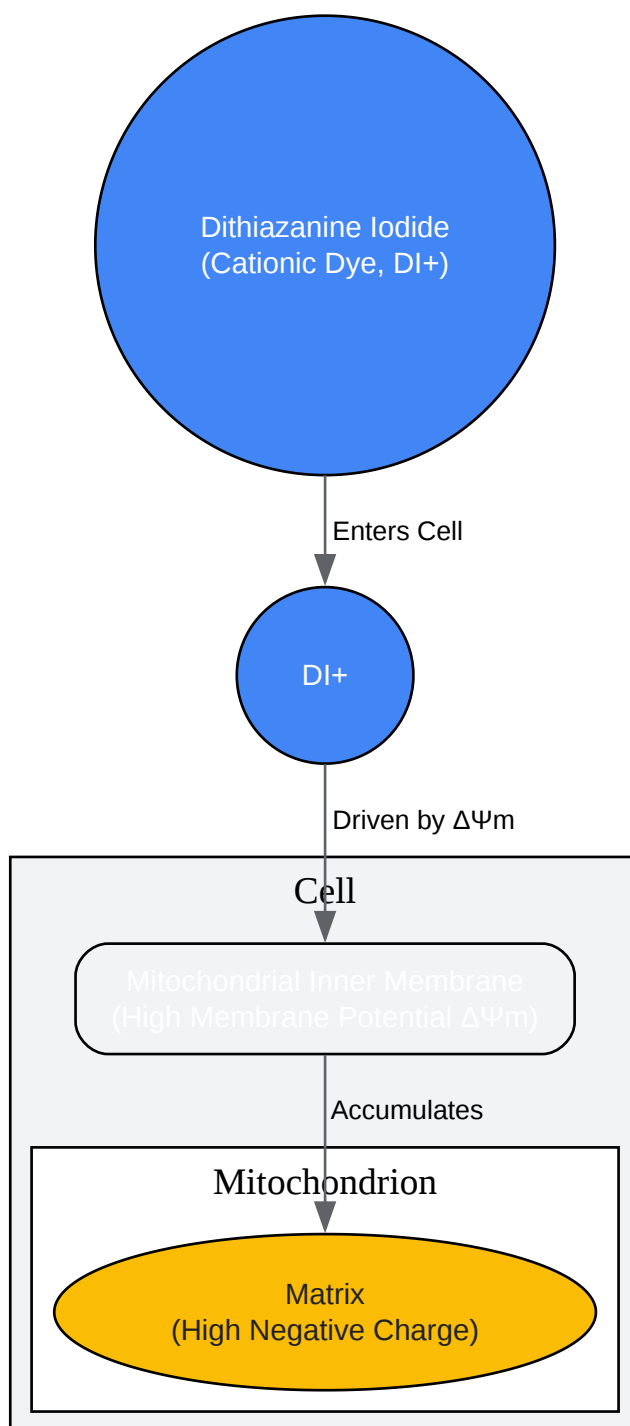 Dithiazanine Iodide
(Cationic Dye, DI+)
Enters Cell
DI+
Driven by ΔΨm
Cell
Mitochondrial Inner Membrane
(High Membrane Potential ΔΨm)
Accumulates
Mitochondrion
Matrix
(High Negative Charge)